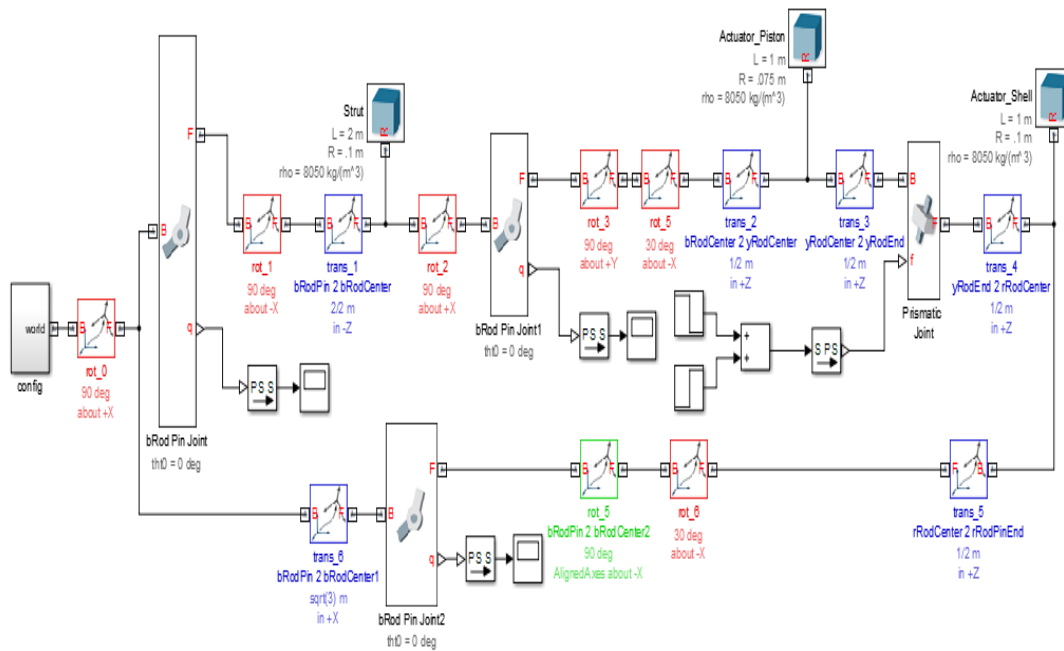 Actuator_Piston
L = 1 m
R = .075 m
rho = 8050 kg/(m^3)
R
Actuator_Shell
L = 1 m
R = .1 m
rho = 8050 kg/(m^3)
R
Strut
L = 2 m
R = .1 m
rho = 8050 kg/(m^3)
R
F
B
q
bRod Pin Joint
tht0 = 0 deg
B F
rot_1
90 deg
about -X
B F
trans_1
bRodPin 2 bRodCenter
2/2 m
in -Z
B F
rot_2
90 deg
about +X
F
B
q
bRod Pin Joint1
tht0 = 0 deg
B F
rot_3
90 deg
about +Y
B F
rot_5
30 deg
about -X
B F
trans_2
bRodCenter 2 yRodCenter
1/2 m
in +Z
B F
trans_3
yRodCenter 2 yRodEnd
1/2 m
in +Z
B
F
f
Prismatic
Joint
B F
trans_4
yRodEnd 2 rRodCenter
1/2 m
in +Z
world
config
B F
rot_0
90 deg
about +X
PS S
PS S
+
+
S PS
B F
trans_6
bRodPin 2 bRodCenter1
sqrt(3) m
in +X
F
B
q
bRod Pin Joint2
tht0 = 0 deg
PS S
B F
rot_5
bRodPin 2 bRodCenter2
90 deg
AlignedAxes about -X
B F
rot_6
30 deg
about -X
F B
trans_5
rRodCenter 2 rRodPinEnd
1/2 m
in +Z